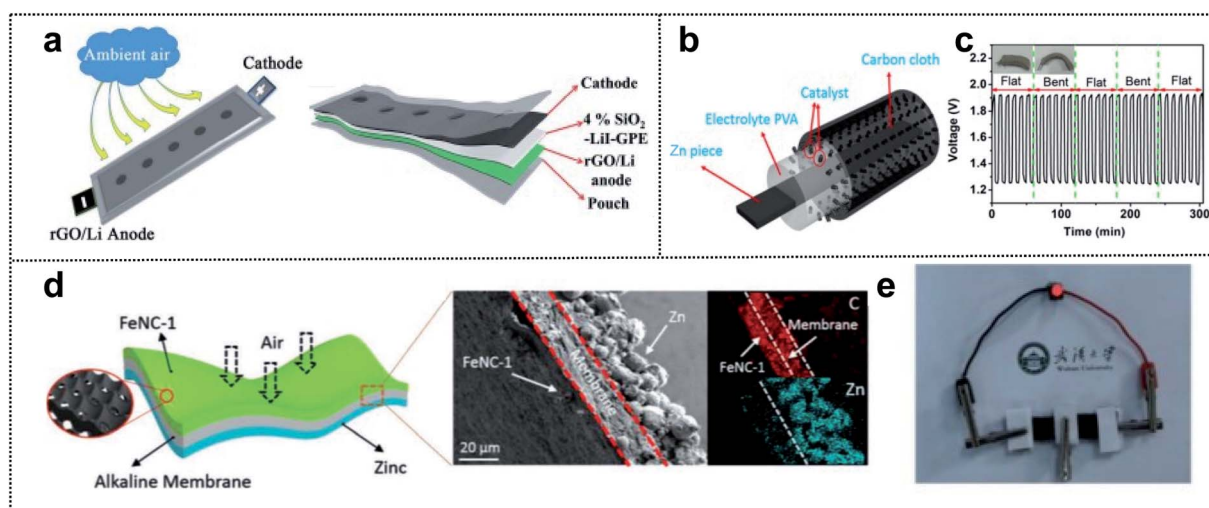 a
Ambient air
Cathode
rGO/Li Anode
Cathode
4 % SiO2
-LiI-GPE
rGO/Li
anode
Pouch
b
Carbon cloth
Catalyst
Electrolyte PVA
Zn piece
c
Voltage (V)
2.2
2.0
1.8
1.6
1.4
1.2
Flat
Bent
Flat
Bent
Flat
0
100
200
300
Time (min)
d
FeNC-1
Air
Alkaline Membrane
Zinc
Zn
FeNC-1
Membrane
20 μm
C
Membrane
FeNC-1
Zn
e
武漢大学
Wuhan University